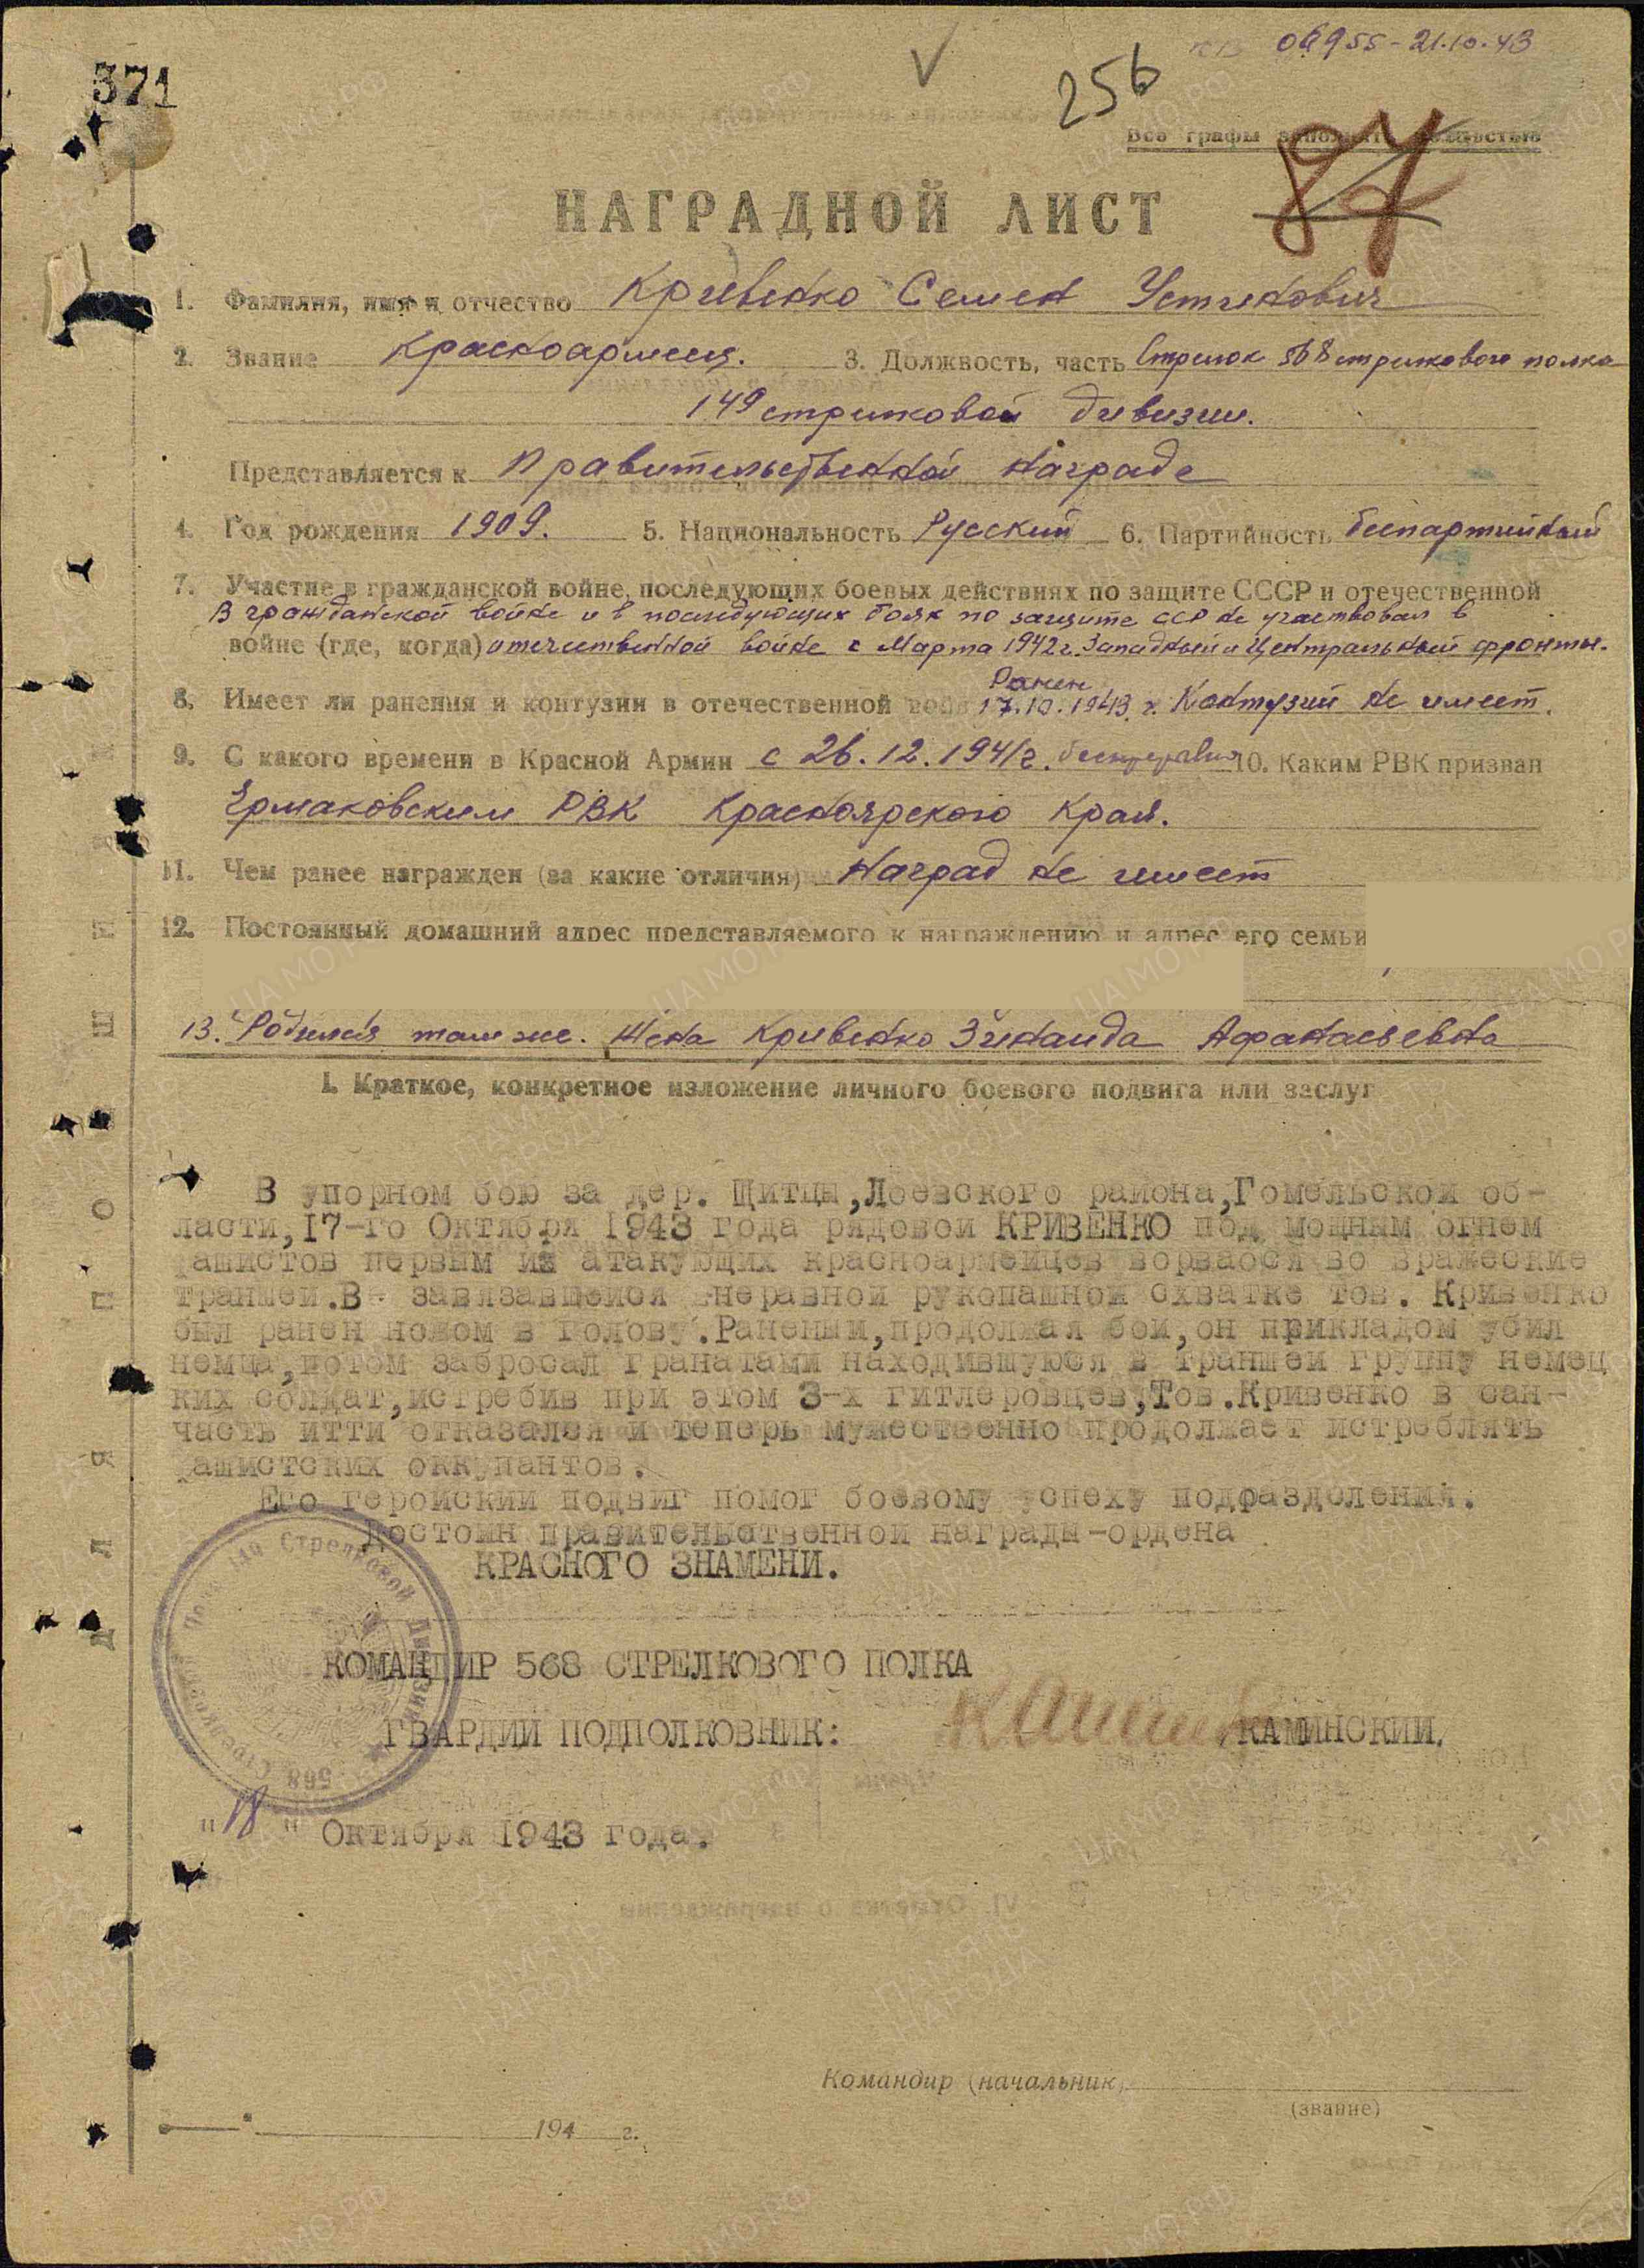 371
256
06955-21.10.43
Все графы
87
НАГРАДНОЙ ЛИСТ
1. Фамилия, имя и отчество Кривенко Семен Устинович
2. Звание Красноармеец. 3. Должность, часть Стрелок 568 стрелкового полка
149 стрелковой дивизии.
Представляется к Правительственной награде
4. Год рождения 1909. 5. Национальность Русский 6. Партийность беспартийный
7. Участие в гражданской войне, последующих боевых действиях по защите СССР и отечественной
В гражданской войне и в последующих боях по защите СССР не участвовал в
войне (где, когда) отечественной войне с Марта 1942г. Западный и Центральный фронты.
Ранен
8. Имеет ли ранения и контузии в отечественной войне 17.10.1943 г. Контузий не имеет.
9. С какого времени в Красной Армии с 26.12.1941г. беспрерывно 10. Каким РВК призван
Ермаковским РВК Красноярского Края.
11. Чем ранее награжден (за какие отличия) Наград не имеет
12. Постоянный домашний адрес представляемого к награждению и адрес его семьи
13. Родился там же. Жена Кривенко Зинаида Афанасьевна
I. Краткое, конкретное изложение личного боевого подвига или заслуг
В упорном бою за дер. Щитцы,Лоевского района,Гомельской об-
ласти,17-го Октября 1943 года рядовой КРИВЕНКО под мощным огнем
фашистов первым из атакующих красноармейцев ворвался во вражеские
траншеи.В завязавшейся неравной рукопашной схватке тов. Кривенко
был ранен ножом в голову.Раненым,продолжая бой,он прикладом убил
немца,потом забросал гранатами находившуюся в траншеи группу немец
ких солдат,истребив при этом 3-х гитлеровцев,Тов.Кривенко в сан-
часть итти отказался и теперь мужественно продолжает истреблять
фашистских оккупантов.
Его геройский подвиг помог боевому успеху подразделения.
Достоин правительственной награды-ордена
КРАСНОГО ЗНАМЕНИ.
КОМАНДИР 568 СТРЕЛКОВОГО ПОЛКА
ГВАРДИИ ПОДПОЛКОВНИК: КАМИНСКИЙ.
"18" Октября 1943 года.
568 Стрелковый Полк 149 Стрелковой Дивизии
Командир (начальник)
(звание)
194 г.